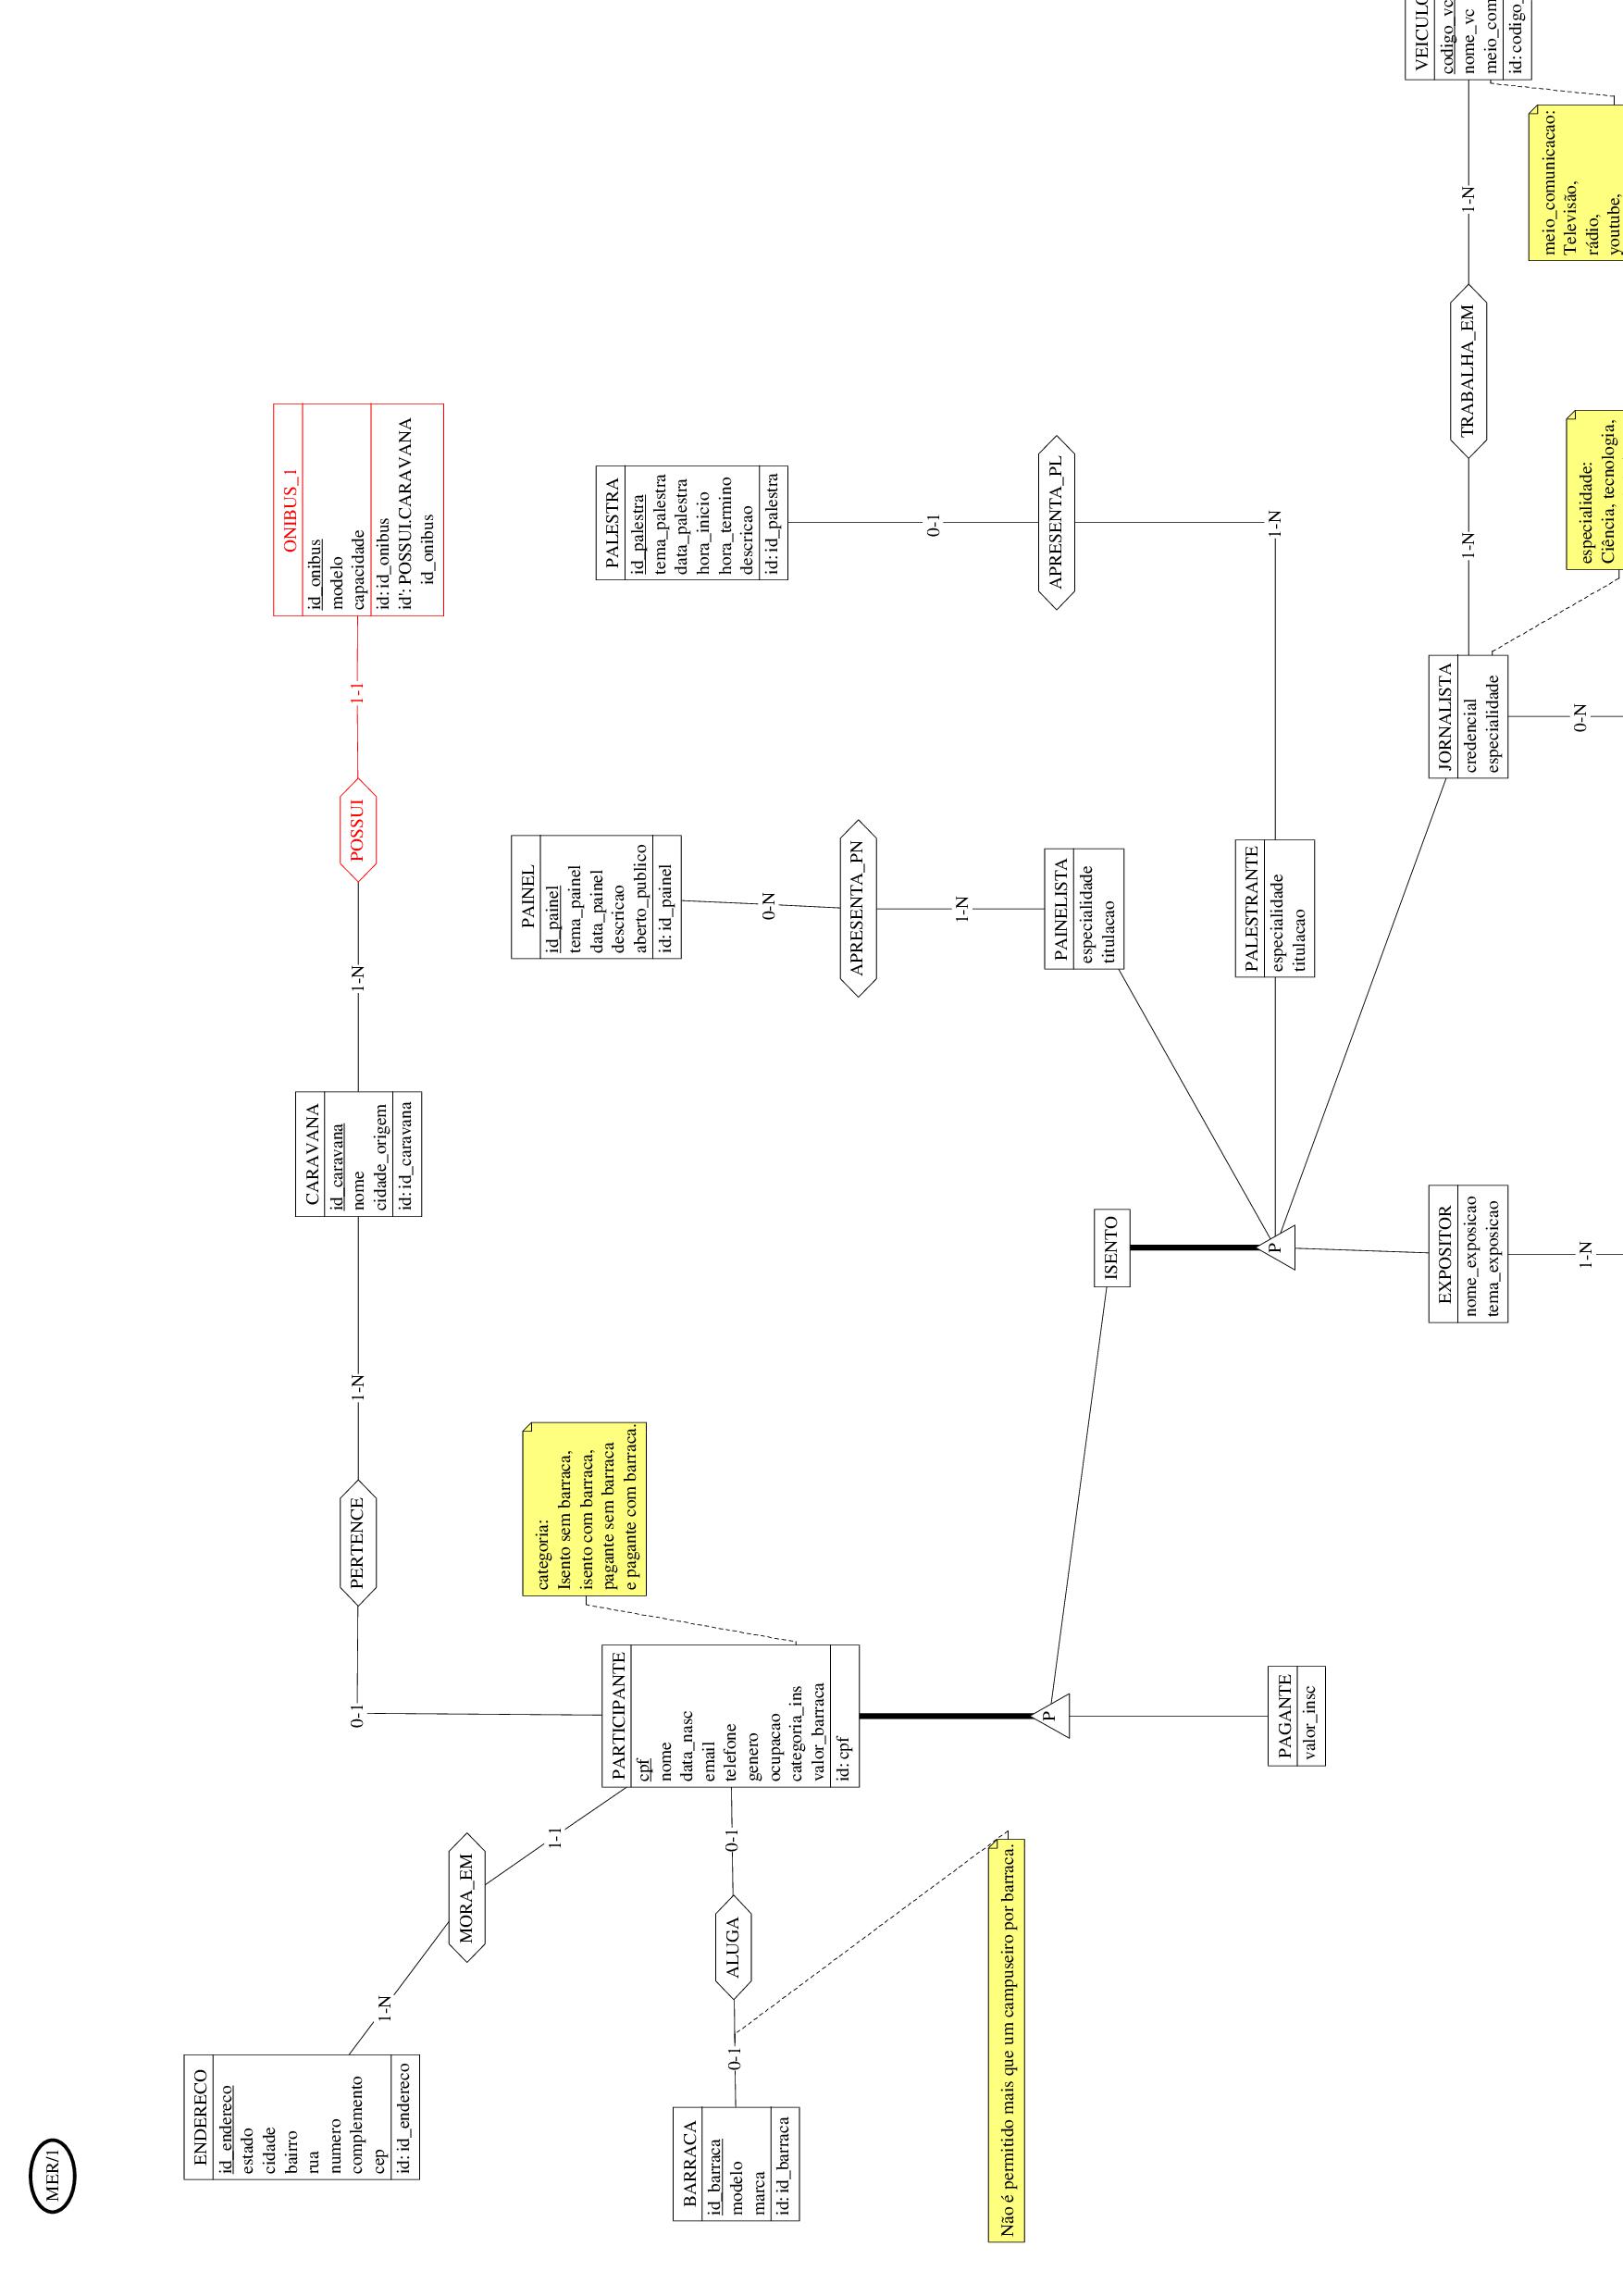 MER/1
ENDERECO
id_endereco
estado
cidade
bairro
rua
numero
complemento
cep
id: id_endereco
1-N
MORA_EM
1-1
0-1
PERTENCE
1-N
CARAVANA
id_caravana
nome
cidade_origem
id: id_caravana
1-N
POSSUI
1-1
ONIBUS_1
id_onibus
modelo
capacidade
id: id_onibus
id': POSSUI.CARAVANA
id_onibus
categoria:
Isento sem barraca,
isento com barraca,
pagante sem barraca
e pagante com barraca.
PARTICIPANTE
cpf
nome
data_nasc
email
telefone
genero
ocupacao
categoria_ins
valor_barraca
id: cpf
BARRACA
id_barraca
modelo
marca
id: id_barraca
0-1
ALUGA
0-1
Não é permitido mais que um campuseiro por barraca.
PAINEL
id_painel
tema_painel
data_painel
descricao
aberto_publico
id: id_painel
0-N
APRESENTA_PN
1-N
PAINELISTA
especialidade
titulacao
PALESTRA
id_palestra
tema_palestra
data_palestra
hora_inicio
hora_termino
descricao
id: id_palestra
0-1
APRESENTA_PL
1-N
P
ISENTO
PAGANTE
valor_insc
P
PALESTRANTE
especialidade
titulacao
EXPOSITOR
nome_exposicao
tema_exposicao
1-N
JORNALISTA
credencial
especialidade
0-N
1-N
TRABALHA_EM
1-N
VEICULO
codigo_vc
nome_vc
meio_com
id: codigo_
especialidade:
Ciência, tecnologia,
meio_comunicacao:
Televisão,
rádio,
youtube,